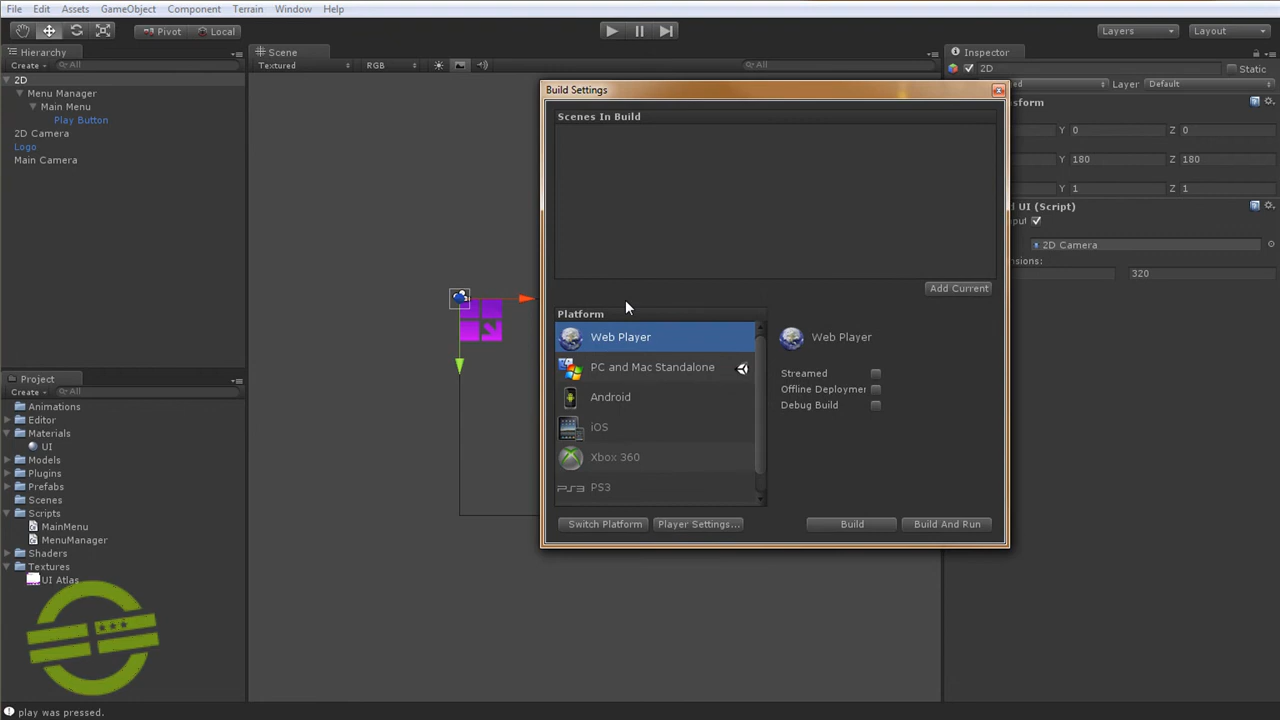 File Edit Assets GameObject Component Terrain Window Help
Pivot Local Layers Layout
Hierarchy Scene Inspector
Create All Textured RGB All 2D Static
2D Layer Default
Menu Manager
Main Menu
Play Button
2D Camera
Logo
Main Camera
Build Settings
Scenes In Build
Add Current
Platform
Web Player
PC and Mac Standalone
Android
iOS
Xbox 360
PS3
Web Player
Streamed
Offline Deploymer
Debug Build
Switch Platform Player Settings... Build Build And Run
Y 0 Z 0
Y 180 Z 180
Y 1 Z 1
UI (Script)
2D Camera
320
Project
Create All
Animations
Editor
Materials
UI
Models
Plugins
Prefabs
Scenes
Scripts
MainMenu
MenuManager
Shaders
Textures
UI Atlas
play was pressed.